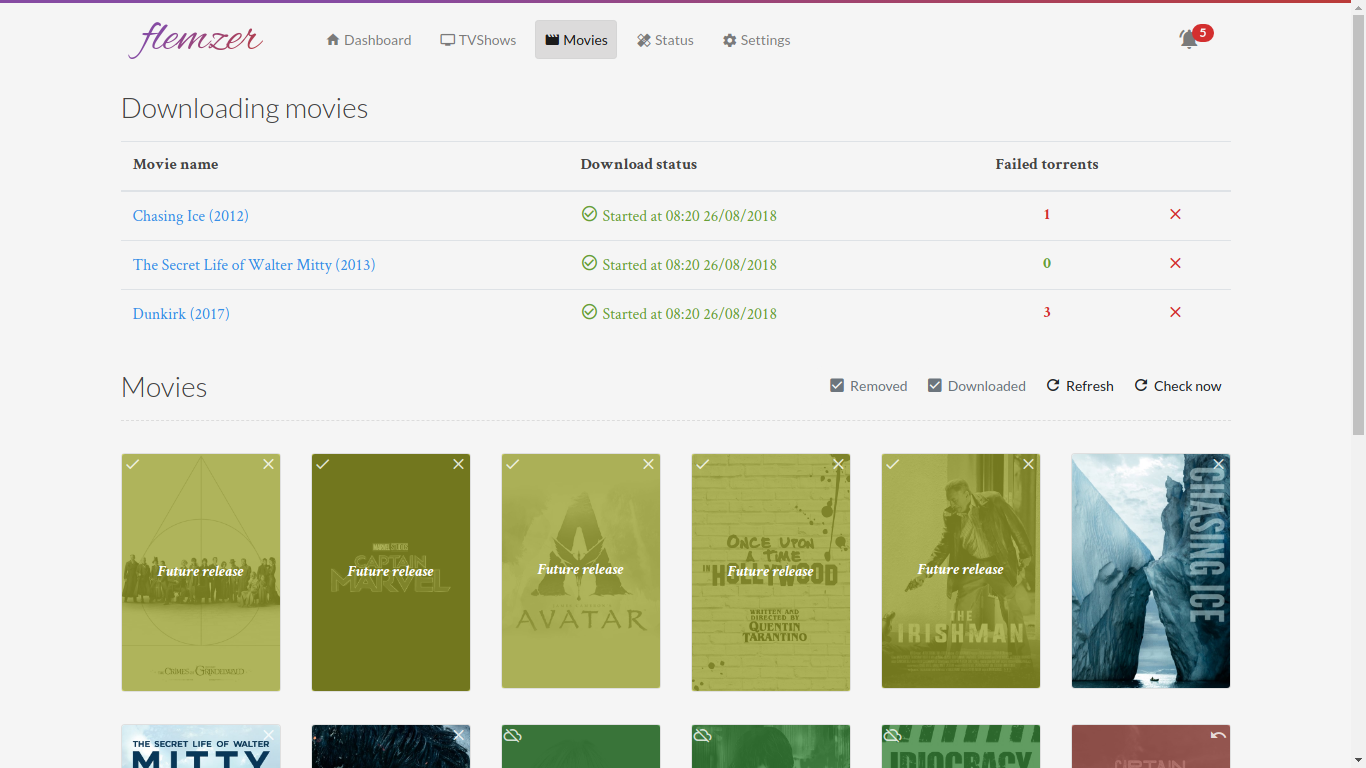 flemzer
Dashboard TVShows Movies Status Settings 5
Downloading movies
Movie name Download status Failed torrents
Chasing Ice (2012) Started at 08:20 26/08/2018 1
The Secret Life of Walter Mitty (2013) Started at 08:20 26/08/2018 0
Dunkirk (2017) Started at 08:20 26/08/2018 3
Movies
Removed Downloaded Refresh Check now
Future release
THE CRIMES OF GRINDELWALD
MARVEL STUDIOS
CAPTAIN
MARVEL
Future release
Future release
AVATAR
ONCE UPON
A TIME
IN HOLLYWOOD
Future release
WRITTEN AND
DIRECTED BY
QUENTIN
TARANTINO
Future release
THE
IRISHMAN
CHASING ICE
THE SECRET LIFE OF WALTER
MITTY
IDIOCRACY
CAPTAIN